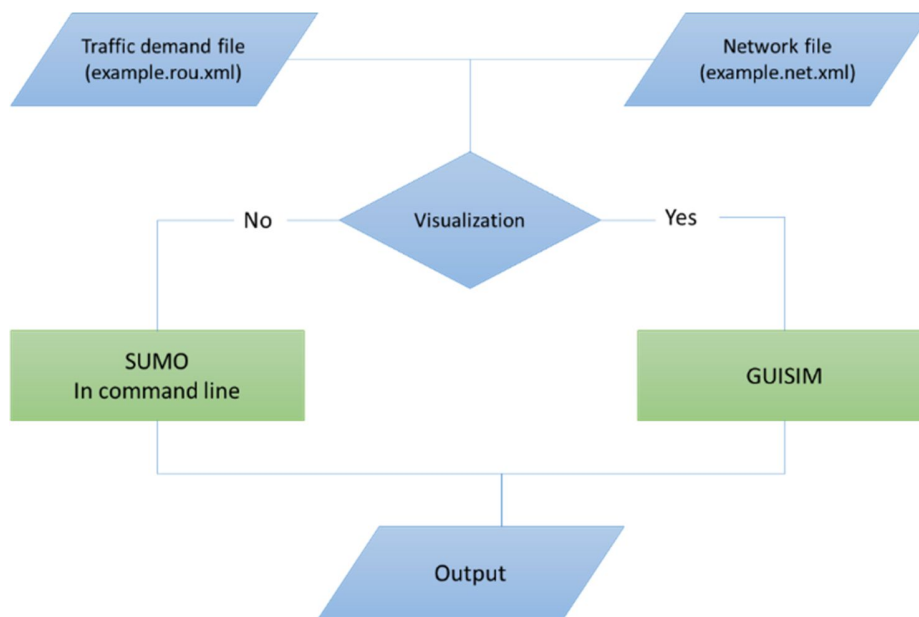 Traffic demand file
(example.rou.xml)
Network file
(example.net.xml)
No
Visualization
Yes
SUMO
In command line
GUISIM
Output